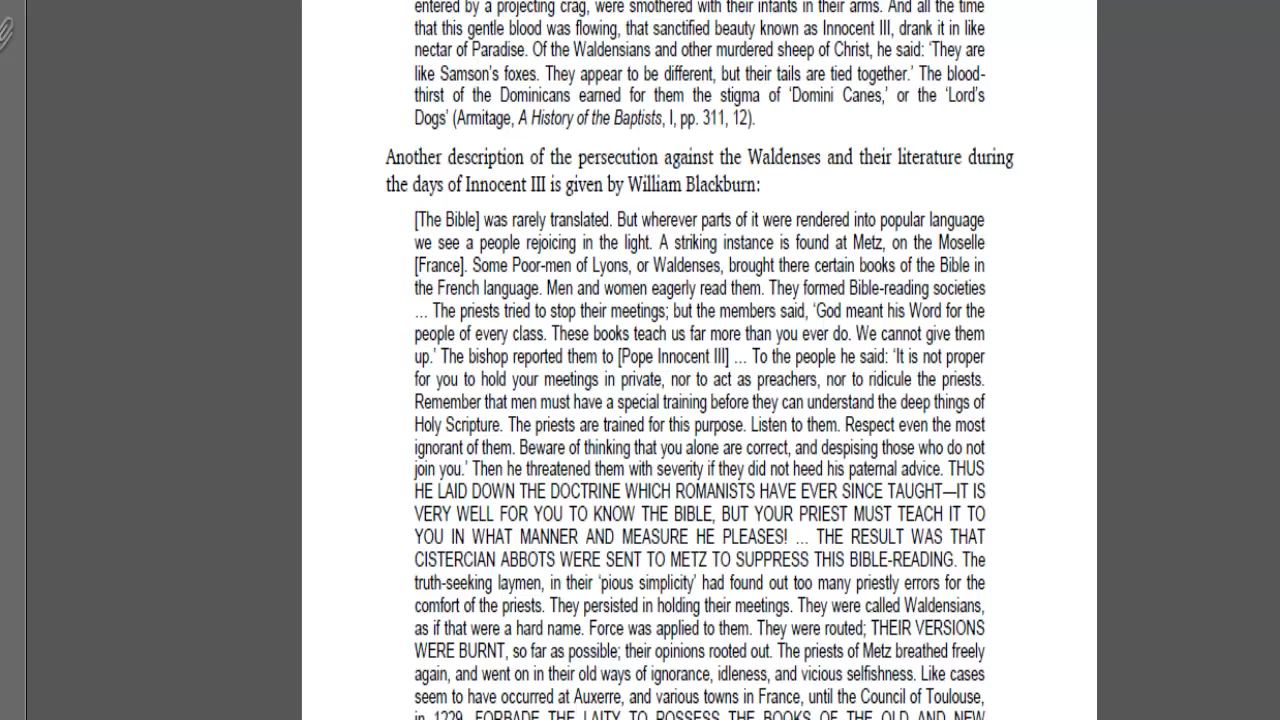 entered by a projecting crag, were smothered with their infants in their arms. And all the time
that this gentle blood was flowing, that sanctified beauty known as Innocent III, drank it in like
nectar of Paradise. Of the Waldensians and other murdered sheep of Christ, he said: ‘They are
like Samson’s foxes. They appear to be different, but their tails are tied together.’ The blood-
thirst of the Dominicans earned for them the stigma of ‘Domini Canes,’ or the ‘Lord’s
Dogs’ (Armitage, A History of the Baptists, I, pp. 311, 12).
Another description of the persecution against the Waldenses and their literature during
the days of Innocent III is given by William Blackburn:
[The Bible] was rarely translated. But wherever parts of it were rendered into popular language
we see a people rejoicing in the light. A striking instance is found at Metz, on the Moselle
[France]. Some Poor-men of Lyons, or Waldenses, brought there certain books of the Bible in
the French language. Men and women eagerly read them. They formed Bible-reading societies
… The priests tried to stop their meetings; but the members said, ‘God meant his Word for the
people of every class. These books teach us far more than you ever do. We cannot give them
up.’ The bishop reported them to [Pope Innocent III] … To the people he said: ‘It is not proper
for you to hold your meetings in private, nor to act as preachers, nor to ridicule the priests.
Remember that men must have a special training before they can understand the deep things of
Holy Scripture. The priests are trained for this purpose. Listen to them. Respect even the most
ignorant of them. Beware of thinking that you alone are correct, and despising those who do not
join you.’ Then he threatened them with severity if they did not heed his paternal advice. THUS
HE LAID DOWN THE DOCTRINE WHICH ROMANISTS HAVE EVER SINCE TAUGHT—IT IS
VERY WELL FOR YOU TO KNOW THE BIBLE, BUT YOUR PRIEST MUST TEACH IT TO
YOU IN WHAT MANNER AND MEASURE HE PLEASES! … THE RESULT WAS THAT
CISTERCIAN ABBOTS WERE SENT TO METZ TO SUPPRESS THIS BIBLE-READING. The
truth-seeking laymen, in their ‘pious simplicity’ had found out too many priestly errors for the
comfort of the priests. They persisted in holding their meetings. They were called Waldensians,
as if that were a hard name. Force was applied to them. They were routed; THEIR VERSIONS
WERE BURNT, so far as possible; their opinions rooted out. The priests of Metz breathed freely
again, and went on in their old ways of ignorance, idleness, and vicious selfishness. Like cases
seem to have occurred at Auxerre, and various towns in France, until the Council of Toulouse,
in 1229, FORBADE THE LAITY TO POSSESS THE BOOKS OF THE OLD AND NEW